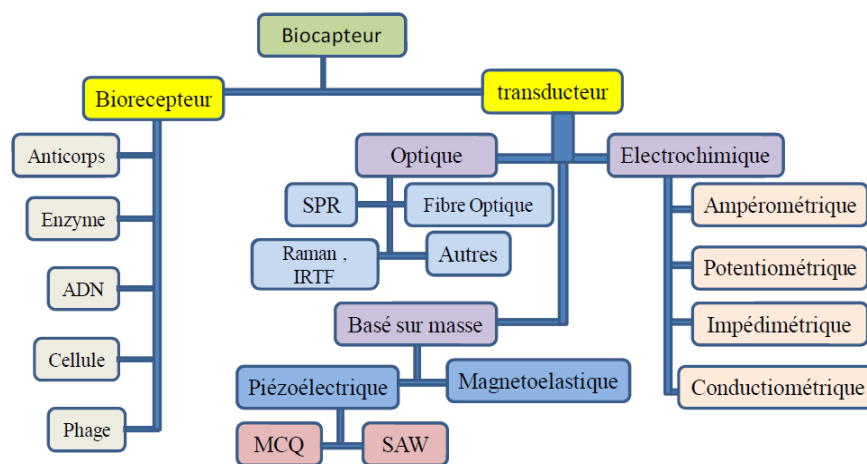 Biocapteur
Biorecepteur
transducteur
Anticorps
Enzyme
ADN
Cellule
Phage
Optique
Electrochimique
SPR
Fibre Optique
Raman ,
IRTF
Autres
Ampérométrique
Potentiométrique
Impédimétrique
Conductiométrique
Basé sur masse
Piézoélectrique
Magnetoelastique
MCQ
SAW